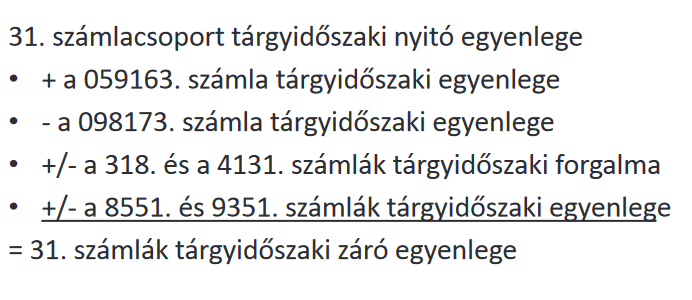 31. számlacsoport tárgyidőszaki nyitó egyenlege
• + a 059163. számla tárgyidőszaki egyenlege
• - a 098173. számla tárgyidőszaki egyenlege
• +/- a 318. és a 4131. számlák tárgyidőszaki forgalma
• +/- a 8551. és 9351. számlák tárgyidőszaki egyenlege
= 31. számlák tárgyidőszaki záró egyenlege